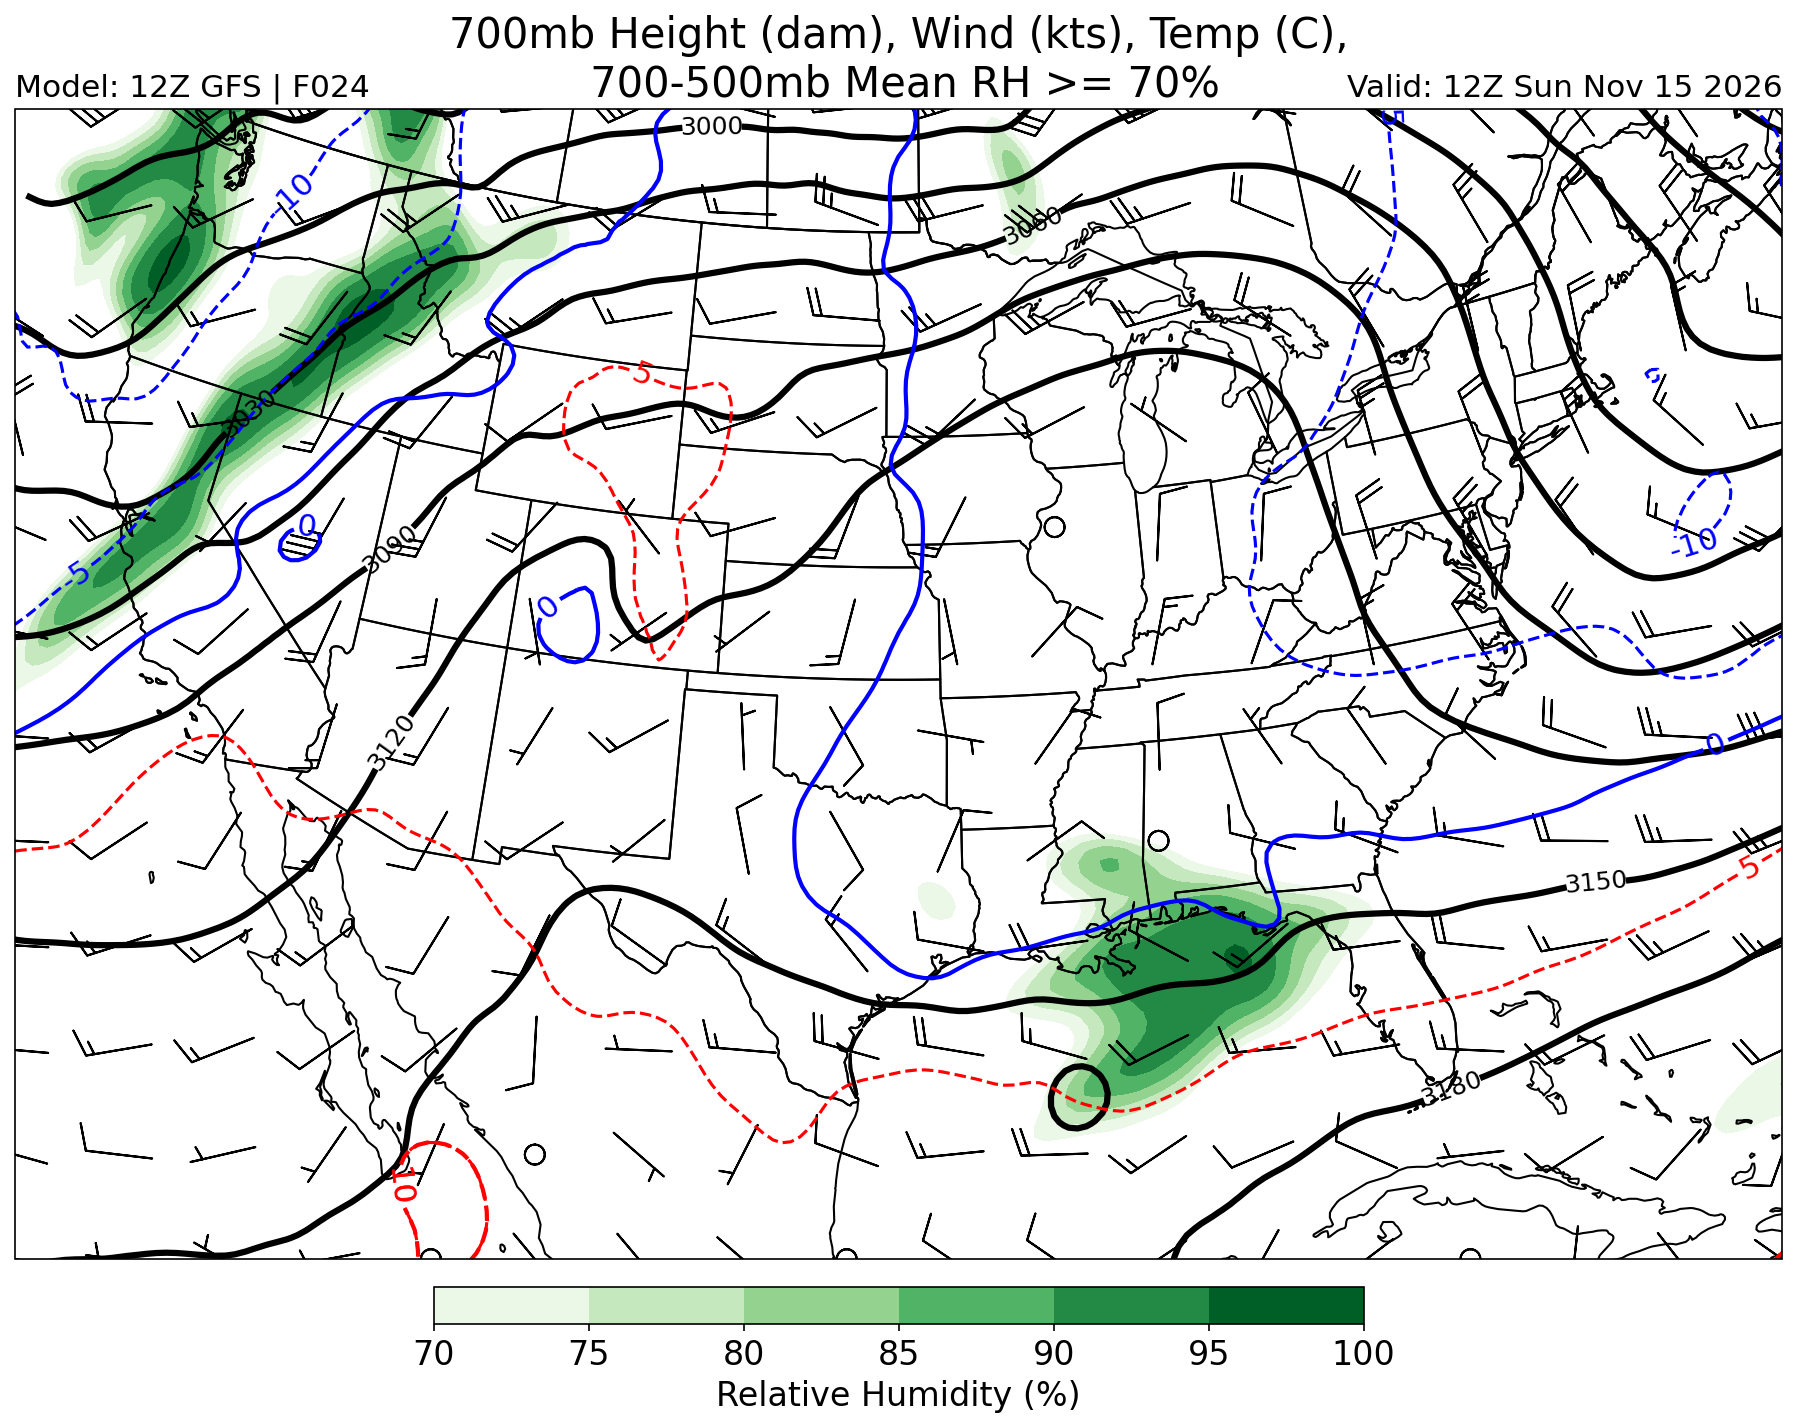 700mb Height (dam), Wind (kts), Temp (C),
700-500mb Mean RH >= 70%
Model: 12Z GFS | F024
Valid: 12Z Sun Nov 15 2026
3000
-10
3060
5
3030
0
3090
-5
0
-10
3120
0
5
3150
3180
10
70 75 80 85 90 95 100
Relative Humidity (%)